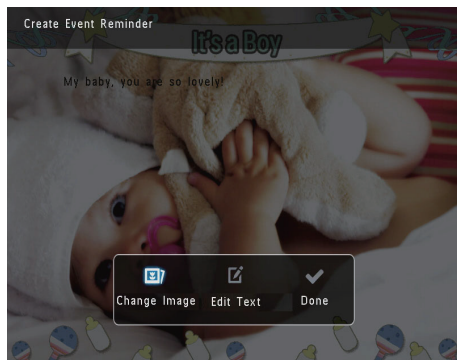 Create Event Reminder
It's a Boy
My baby, you are so lovely!
Change Image Edit Text Done